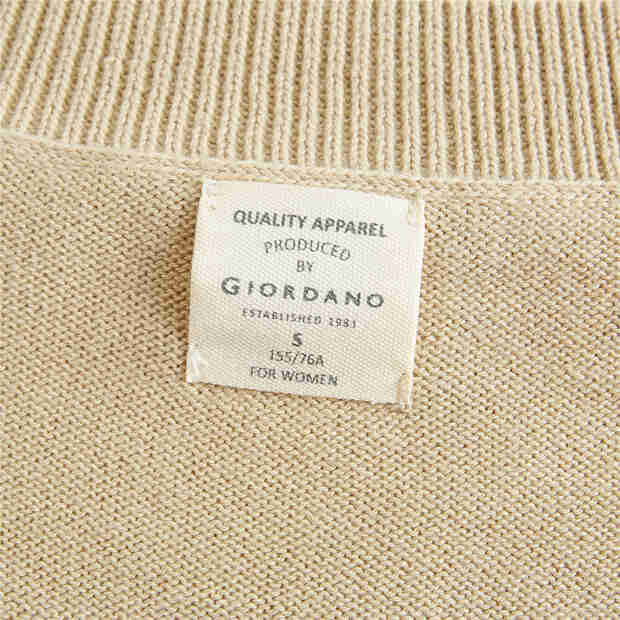 QUALITY APPAREL
PRODUCED
BY
GIORDANO
ESTABLISHED 1981
S
155/76A
FOR WOMEN